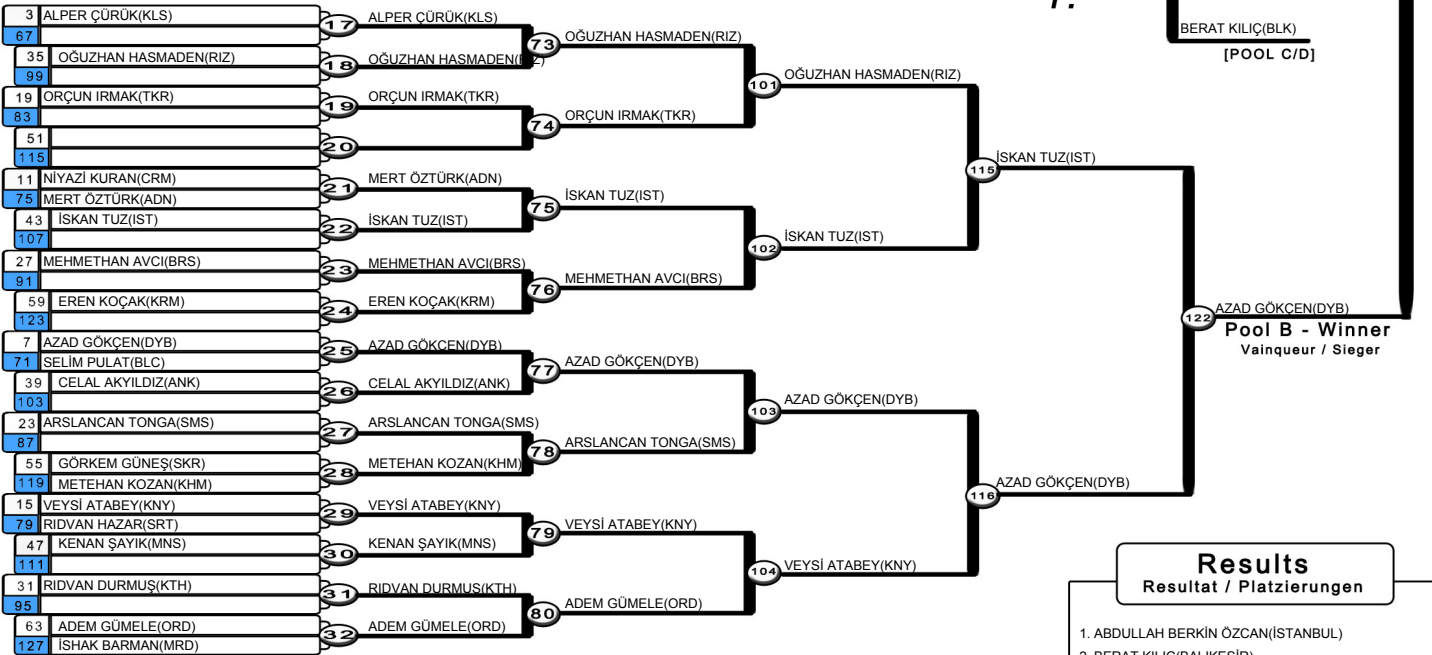 3 ALPER ÇÜRÜK(KLS)
67
35 OĞUZHAN HASMADEN(RIZ)
99
19 ORÇUN IRMAK(TKR)
83
51
115
11 NİYAZİ KURAN(CRM)
75 MERT ÖZTÜRK(ADN)
43 İSKAN TUZ(IST)
107
27 MEHMETHAN AVCI(BRS)
91
59 EREN KOÇAK(KRM)
123
7 AZAD GÖKÇEN(DYB)
71 SELİM PULAT(BLC)
39 CELAL AKYILDIZ(ANK)
103
23 ARSLANCAN TONGA(SMS)
87
55 GÖRKEM GÜNEŞ(SKR)
119 METEHAN KOZAN(KHM)
15 VEYSİ ATABEY(KNY)
79 RIDVAN HAZAR(SRT)
47 KENAN ŞAYIK(MNS)
111
31 RIDVAN DURMUŞ(KTH)
95
63 ADEM GÜMELE(ORD)
127 İSHAK BARMAN(MRD)
17 ALPER ÇÜRÜK(KLS)
18 OĞUZHAN HASMADEN(RIZ)
19 ORÇUN IRMAK(TKR)
20
21 MERT ÖZTÜRK(ADN)
22 İSKAN TUZ(IST)
23 MEHMETHAN AVCI(BRS)
24 EREN KOÇAK(KRM)
25 AZAD GÖKÇEN(DYB)
26 CELAL AKYILDIZ(ANK)
27 ARSLANCAN TONGA(SMS)
28 METEHAN KOZAN(KHM)
29 VEYSİ ATABEY(KNY)
30 KENAN ŞAYIK(MNS)
31 RIDVAN DURMUŞ(KTH)
32 ADEM GÜMELE(ORD)
73 OĞUZHAN HASMADEN(RIZ)
74 ORÇUN IRMAK(TKR)
75 İSKAN TUZ(IST)
76 MEHMETHAN AVCI(BRS)
77 AZAD GÖKÇEN(DYB)
78 ARSLANCAN TONGA(SMS)
79 VEYSİ ATABEY(KNY)
80 ADEM GÜMELE(ORD)
101 OĞUZHAN HASMADEN(RIZ)
102 İSKAN TUZ(IST)
103 AZAD GÖKÇEN(DYB)
104 VEYSİ ATABEY(KNY)
115 İSKAN TUZ(IST)
116 AZAD GÖKÇEN(DYB)
122 AZAD GÖKÇEN(DYB)
Pool B - Winner
Vainqueur / Sieger
BERAT KILIÇ(BLK)
[POOL C/D]
Results
Resultat / Platzierungen
1. ABDULLAH BERKİN ÖZCAN(İSTANBUL)
2. BERAT KILIÇ(BALIKESİR)